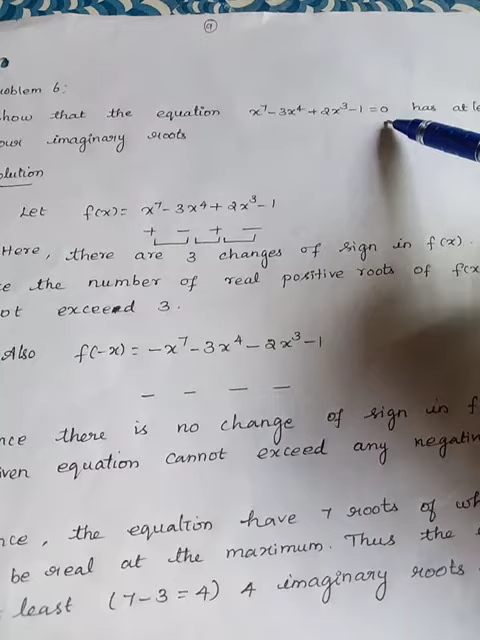 9
oblem 6:
how that the equation x⁷-3x⁴+2x³-1=0 has at le
our imaginary roots
olution
Let f(x) = x⁷-3x⁴+2x³-1
+ - + -
Here, there are 3 changes of sign in f(x).
e the number of real positive roots of f(x
ot exceed 3.
Also f(-x) = -x⁷-3x⁴-2x³-1
- - - -
nce there is no change of sign in f
iven equation cannot exceed any negativ
nce, the equation have 7 roots of wh
be real at the maximum. Thus the
least (7-3=4) 4 imaginary roots